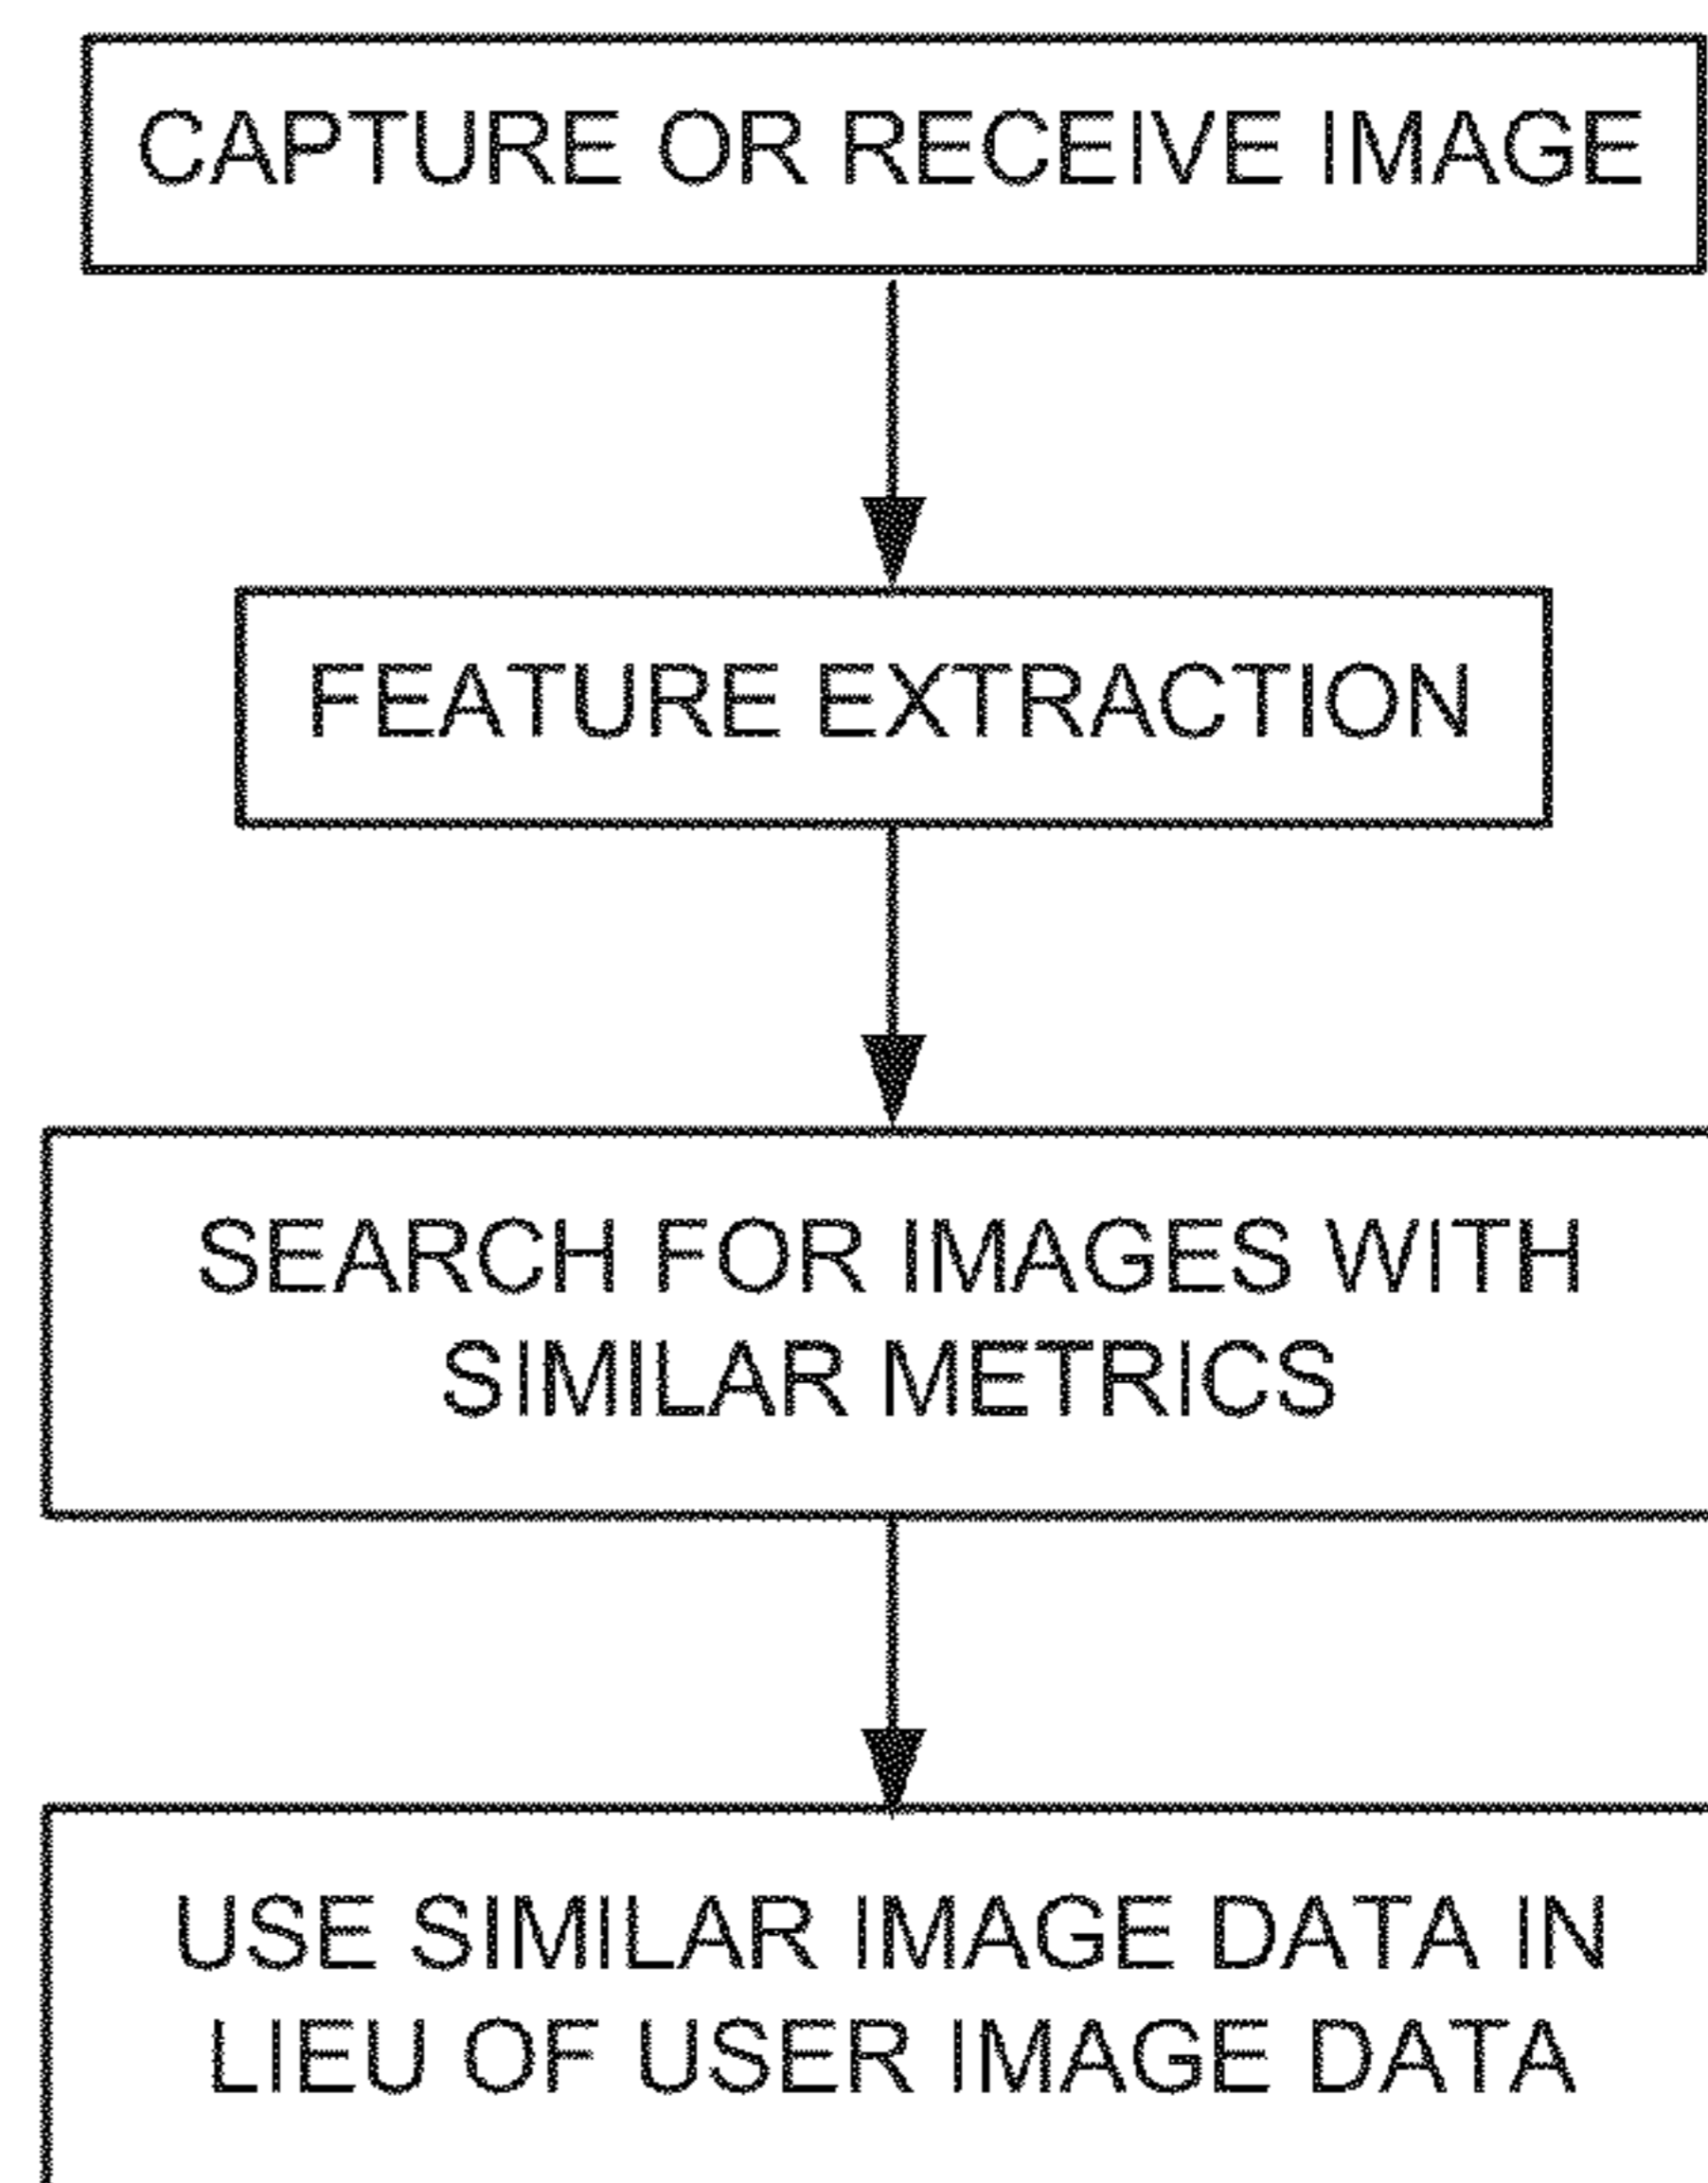 CAPTURE OR RECEIVE IMAGE
FEATURE EXTRACTION
SEARCH FOR IMAGES WITH
SIMILAR METRICS
USE SIMILAR IMAGE DATA IN
LIEU OF USER IMAGE DATA